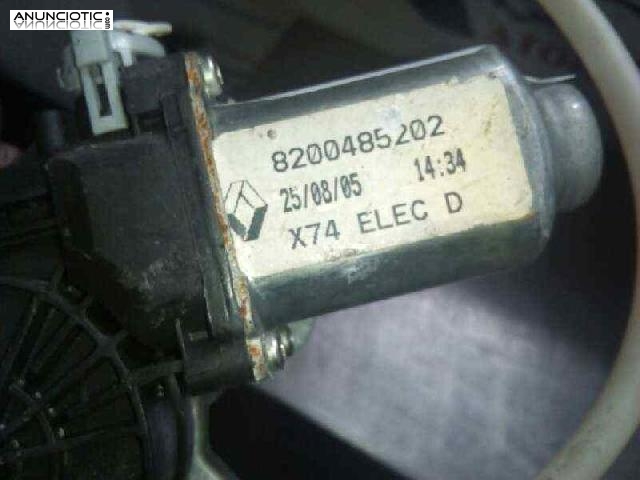 ANUNCIOTIC
8200485202
25/08/05 14:34
X74 ELEC D